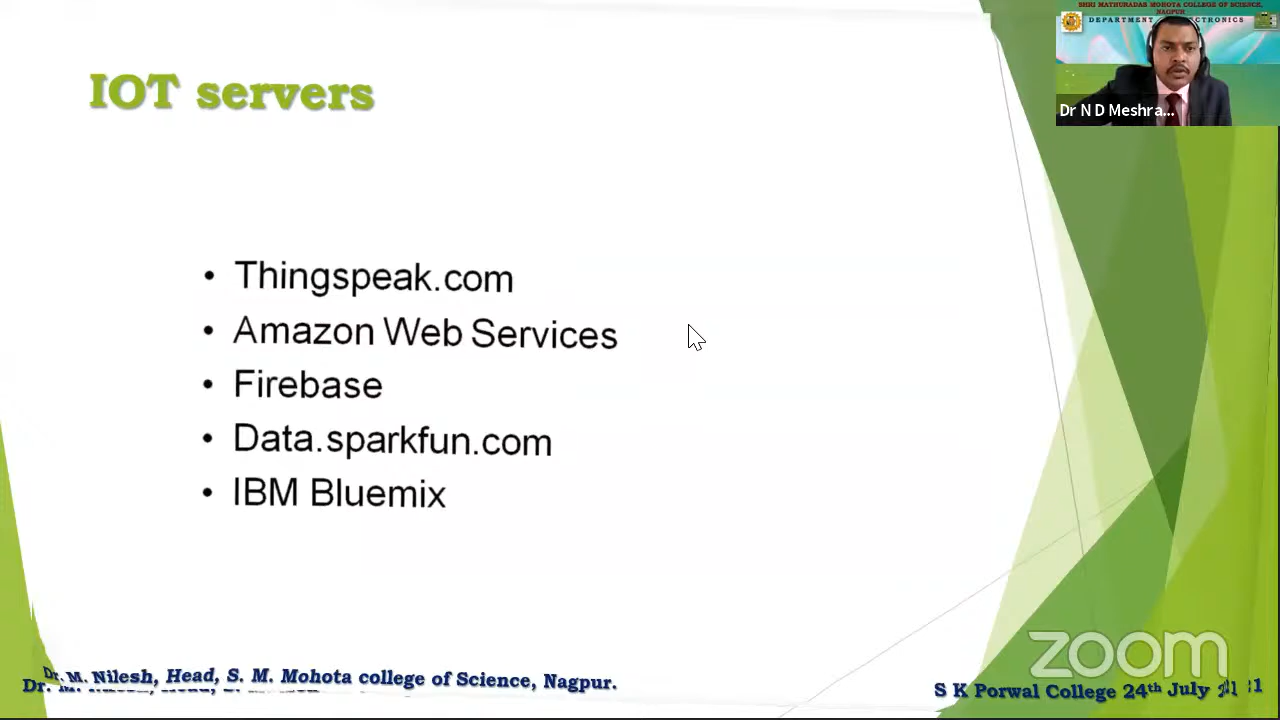 SHRI MATHURADAS MOHOTA COLLEGE OF SCIENCE,
NAGPUR
DEPARTMENT
Dr N D Meshra...
IOT servers
• Thingspeak.com
• Amazon Web Services
• Firebase
• Data.sparkfun.com
• IBM Bluemix
zoom
Dr. M. Nilesh, Head, S. M. Mohota college of Science, Nagpur.
S K Porwal College 24th July